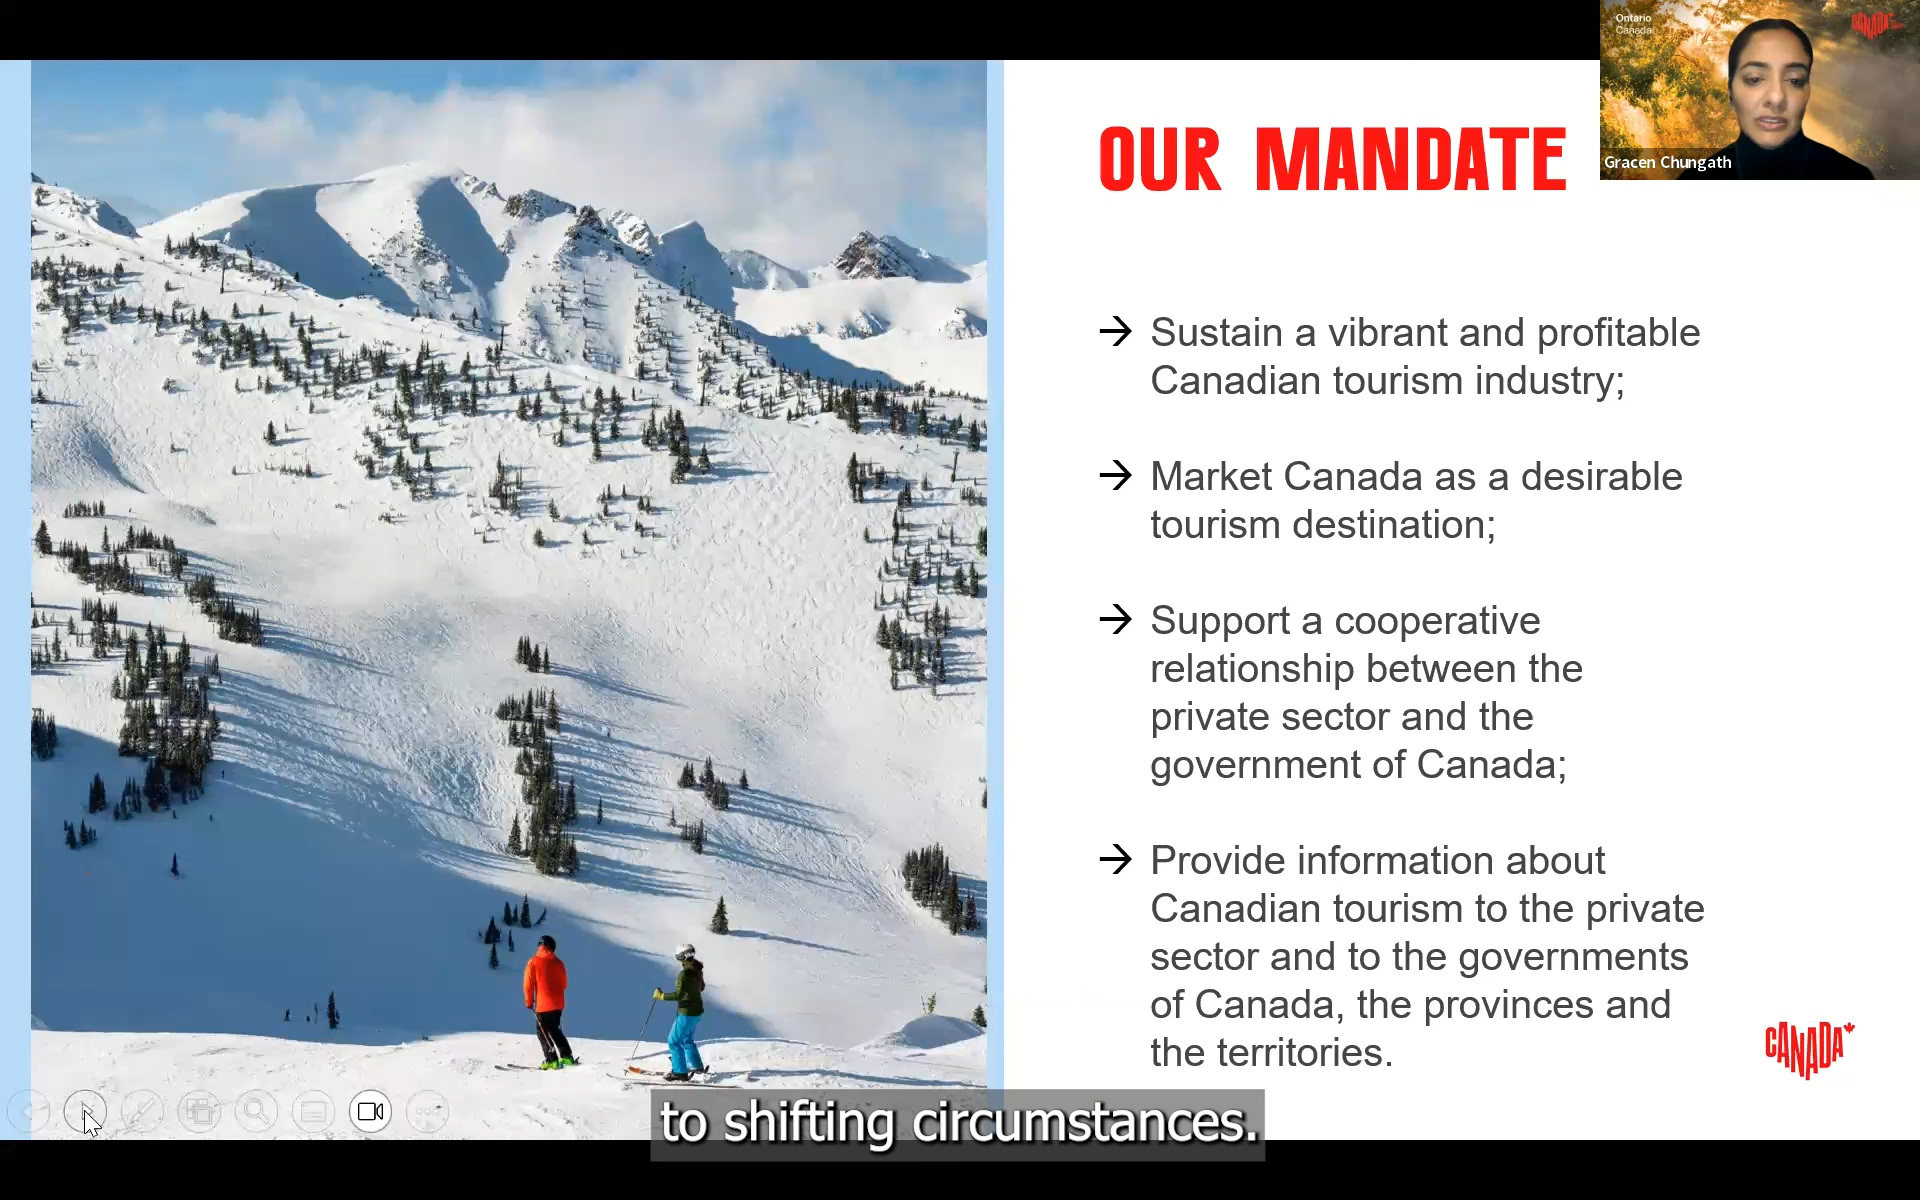 Ontario
Canada
Gracen Chungath
OUR MANDATE
→ Sustain a vibrant and profitable
Canadian tourism industry;
→ Market Canada as a desirable
tourism destination;
→ Support a cooperative
relationship between the
private sector and the
government of Canada;
→ Provide information about
Canadian tourism to the private
sector and to the governments
of Canada, the provinces and
the territories.
CANADA
to shifting circumstances.